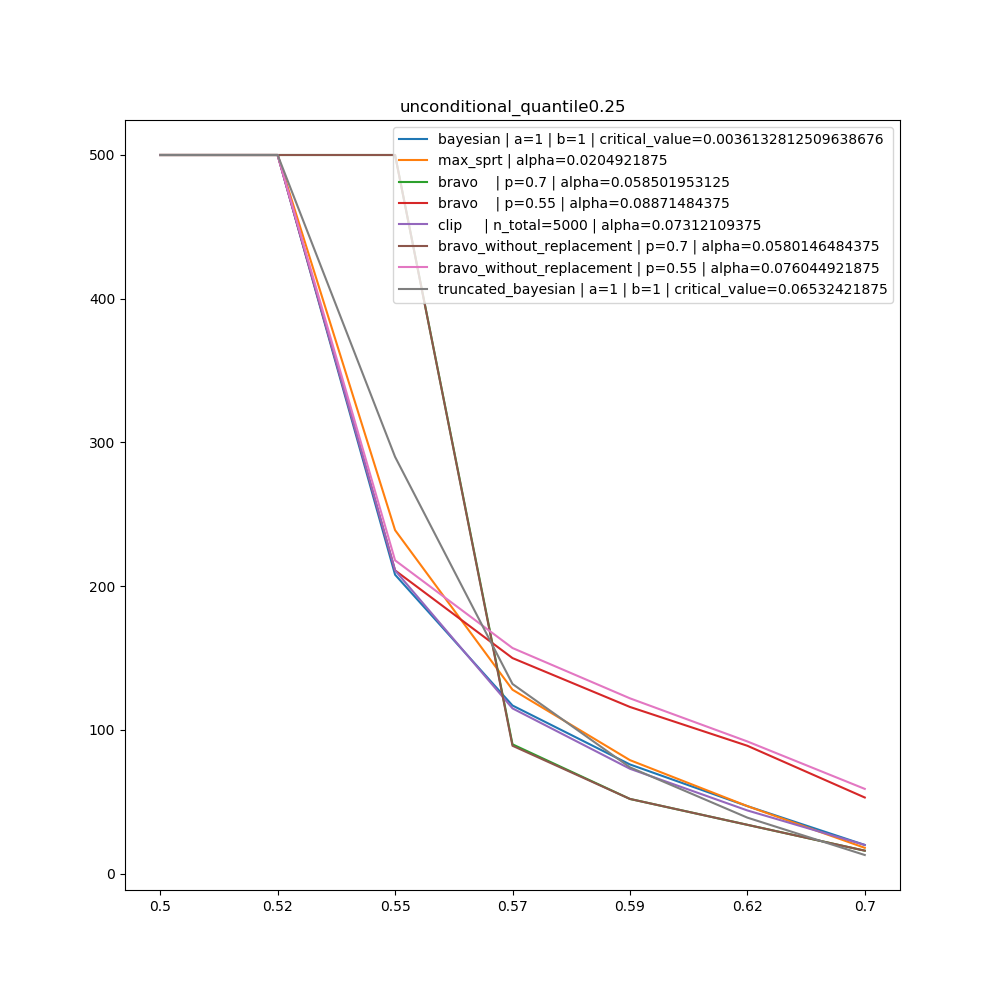 unconditional_quantile0.25
bayesian | a=1 | b=1 | critical_value=0.0036132812509638676
max_sprt | alpha=0.0204921875
bravo    | p=0.7 | alpha=0.058501953125
bravo    | p=0.55 | alpha=0.08871484375
clip     | n_total=5000 | alpha=0.07312109375
bravo_without_replacement | p=0.7 | alpha=0.0580146484375
bravo_without_replacement | p=0.55 | alpha=0.076044921875
truncated_bayesian | a=1 | b=1 | critical_value=0.06532421875
500
400
300
200
100
0
0.5 0.52 0.55 0.57 0.59 0.62 0.7